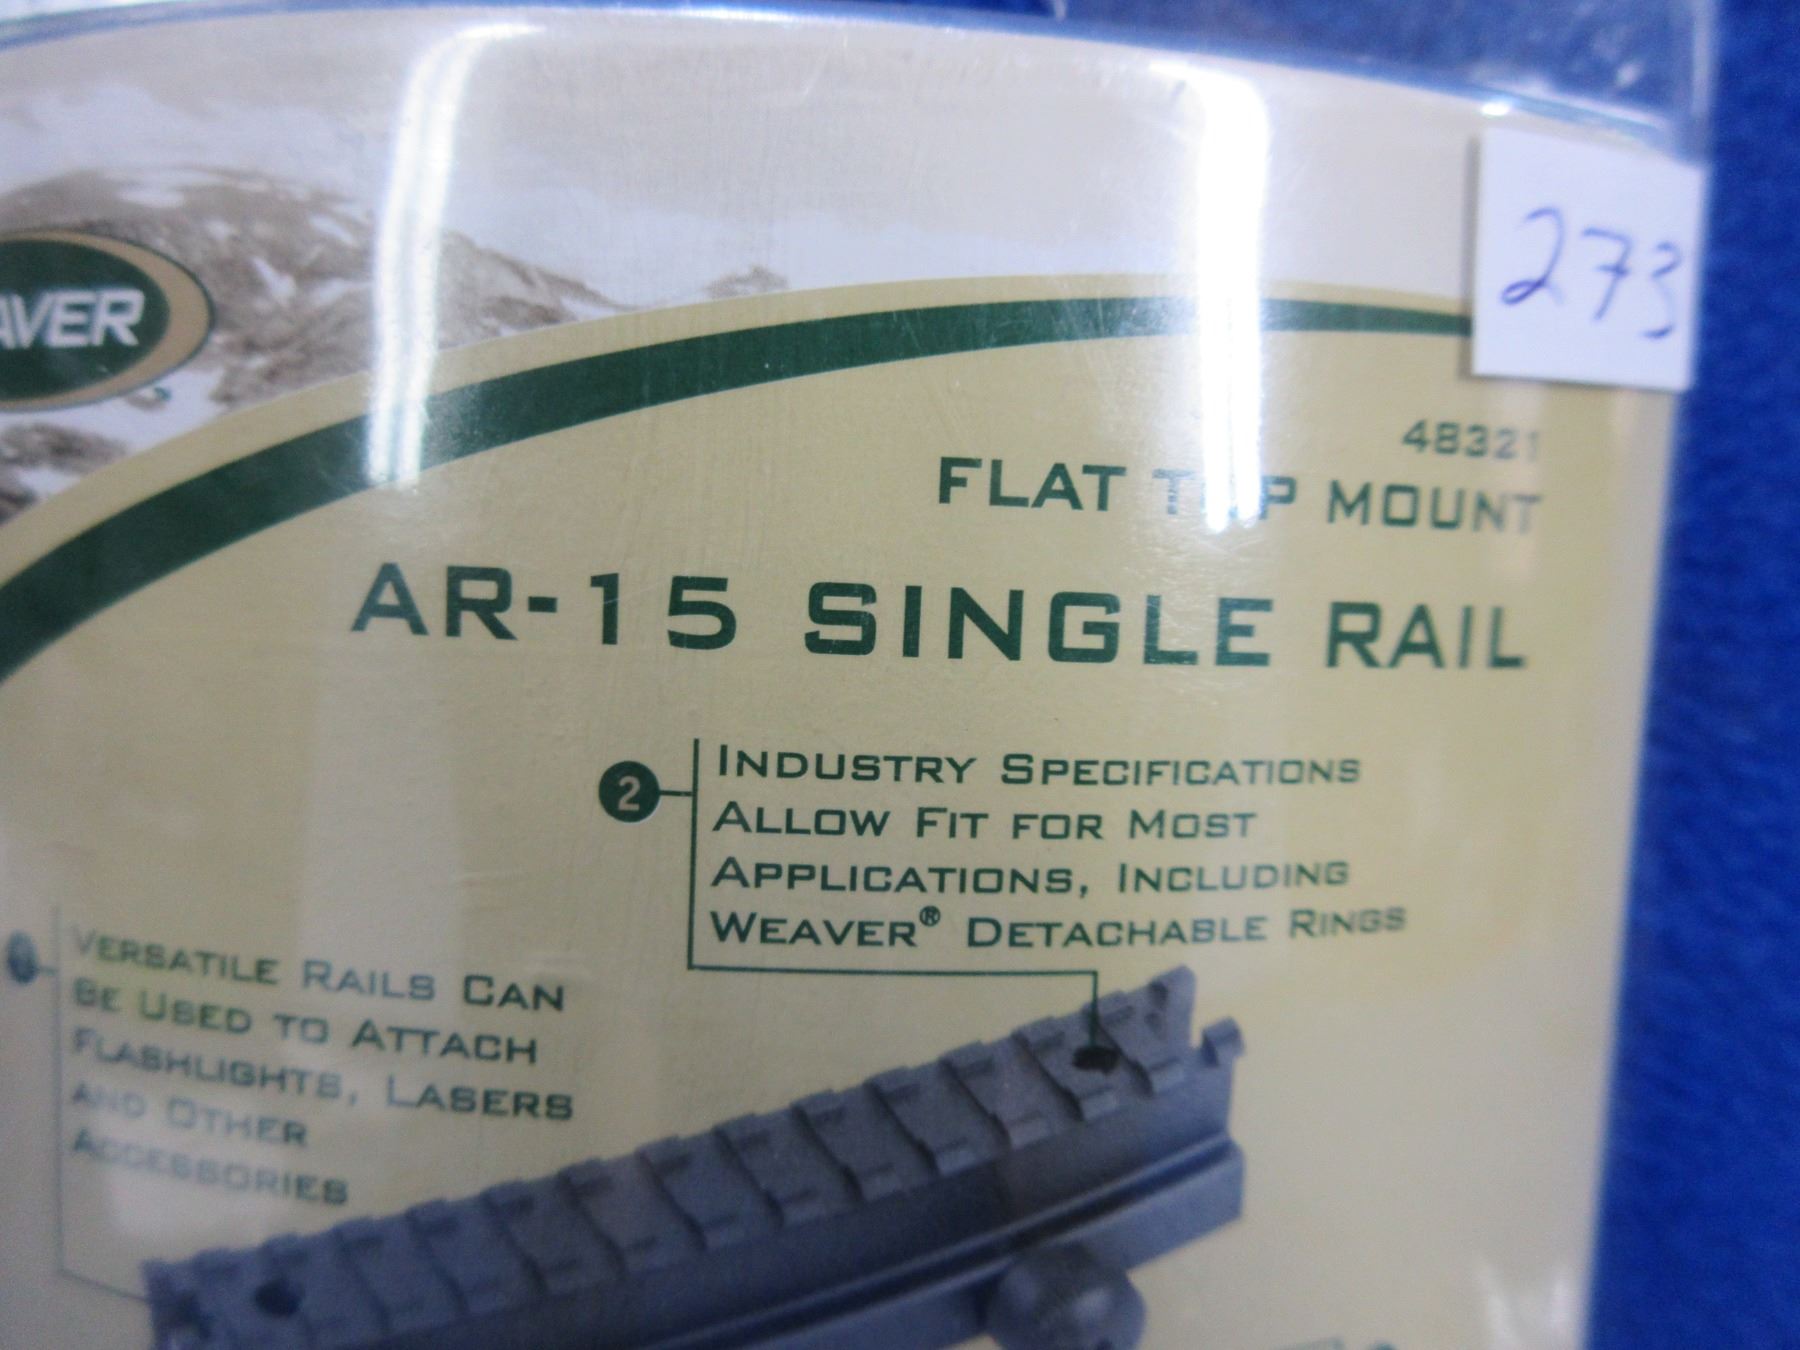 273
AVER
48321
FLAT TOP MOUNT
AR-15 SINGLE RAIL
2
INDUSTRY SPECIFICATIONS
ALLOW FIT FOR MOST
APPLICATIONS, INCLUDING
WEAVER® DETACHABLE RINGS
VERSATILE RAILS CAN
BE USED TO ATTACH
FLASHLIGHTS, LASERS
AND OTHER
ACCESSORIES